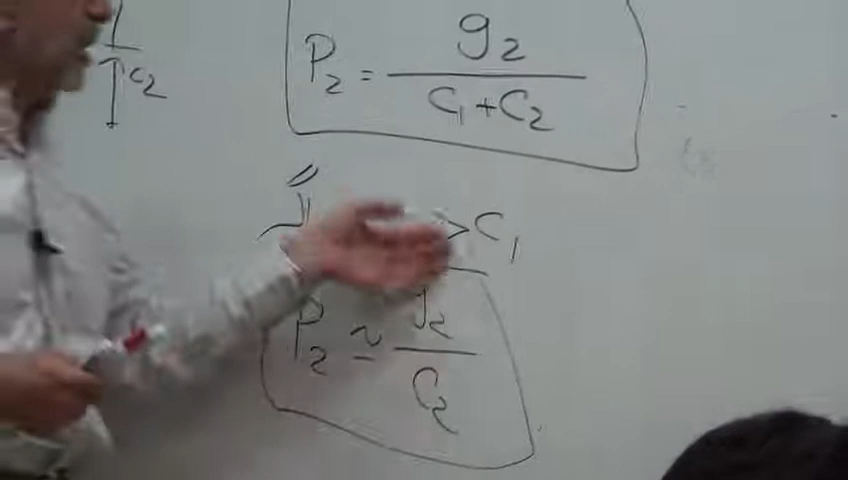 C₂
P₂ = g₂ / (C₁+C₂)
> C₁
P₂ ≃ g₂ / C₂